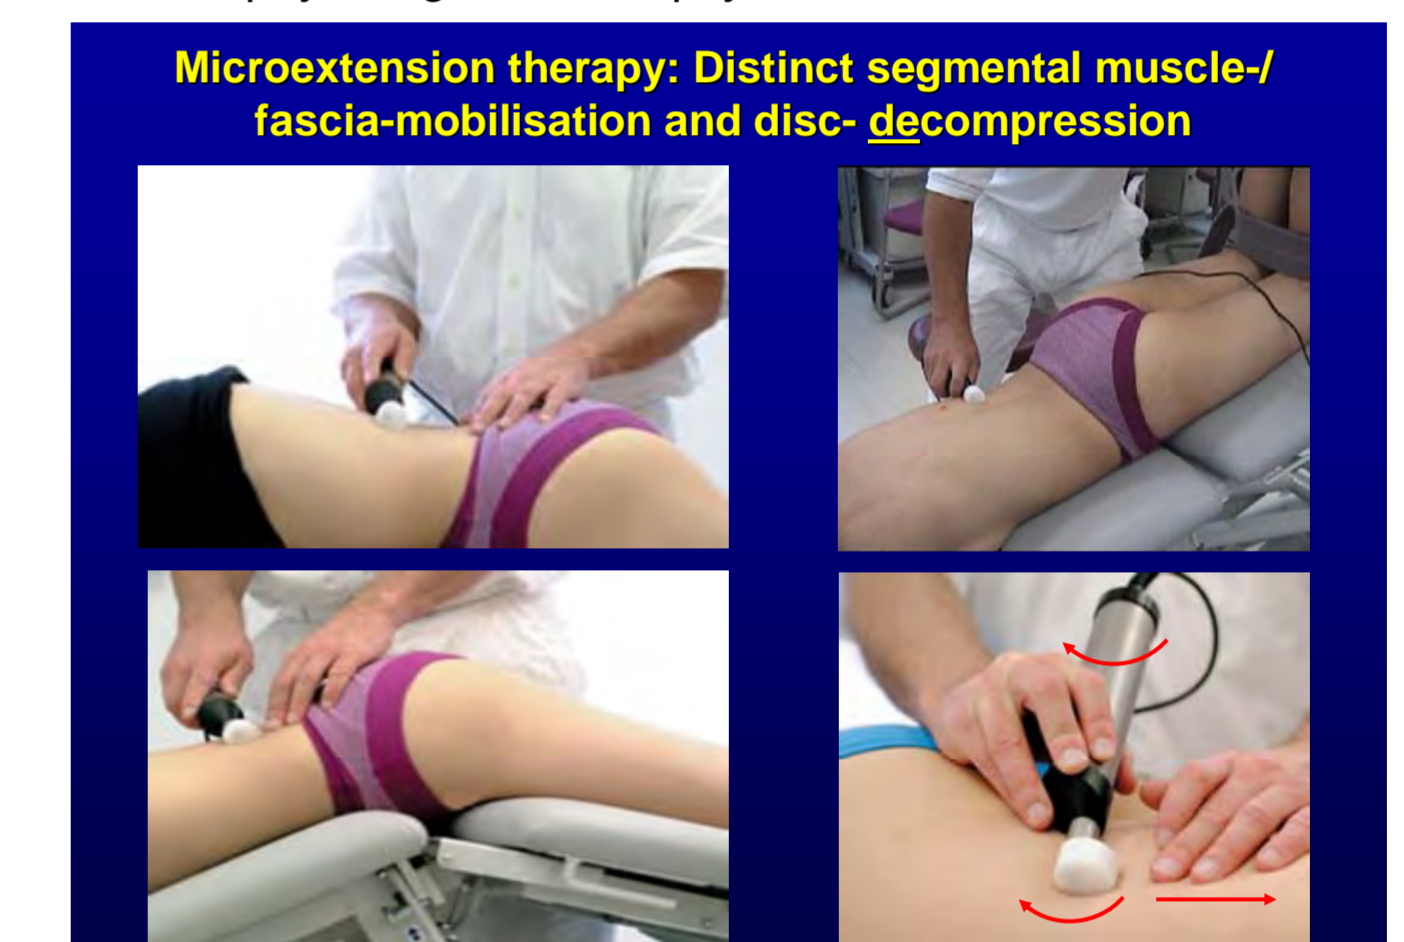 Microextension therapy: Distinct segmental muscle-/
fascia-mobilisation and disc- decompression